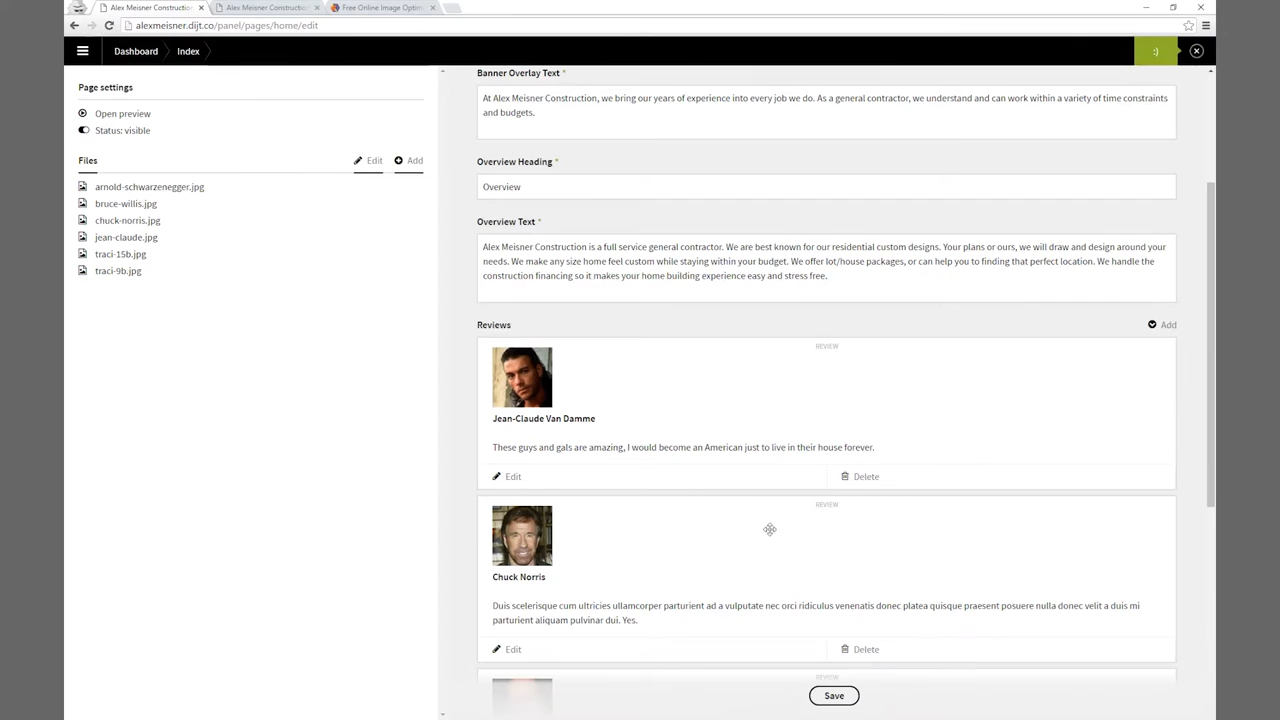 Alex Meisner Construction
Alex Meisner Construction
Free Online Image Optim
alexmeisner.dijt.co/panel/pages/home/edit
Dashboard
Index
:)
Page settings
Open preview
Status: visible
Files
Edit
Add
arnold-schwarzenegger.jpg
bruce-willis.jpg
chuck-norris.jpg
jean-claude.jpg
traci-15b.jpg
traci-9b.jpg
Banner Overlay Text *
At Alex Meisner Construction, we bring our years of experience into every job we do. As a general contractor, we understand and can work within a variety of time constraints
and budgets.
Overview Heading *
Overview
Overview Text *
Alex Meisner Construction is a full service general contractor. We are best known for our residential custom designs. Your plans or ours, we will draw and design around your
needs. We make any size home feel custom while staying within your budget. We offer lot/house packages, or can help you to finding that perfect location. We handle the
construction financing so it makes your home building experience easy and stress free.
Reviews
Add
REVIEW
Jean-Claude Van Damme
These guys and gals are amazing, I would become an American just to live in their house forever.
Edit
Delete
REVIEW
Chuck Norris
Duis scelerisque cum ultricies ullamcorper parturient ad a vulputate nec orci ridiculus venenatis donec platea quisque praesent posuere nulla donec velit a duis mi
parturient aliquam pulvinar dui. Yes.
Edit
Delete
REVIEW
Save